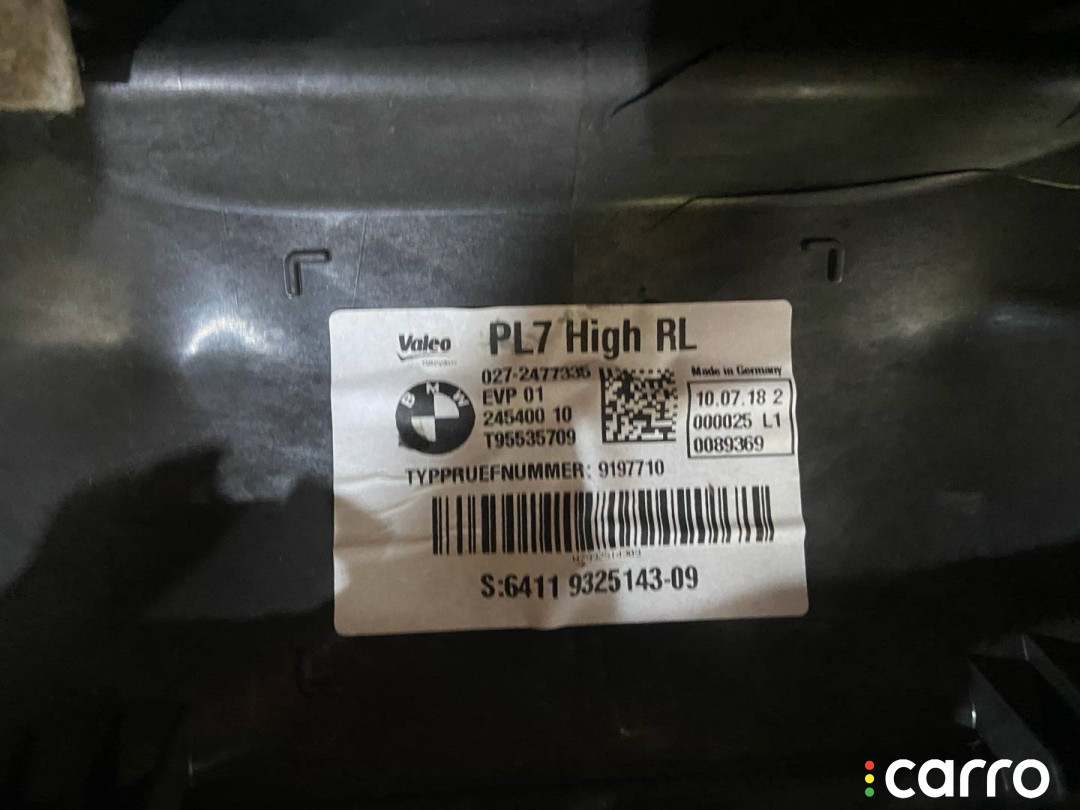 Valeo
PL7 High RL
027-2477335
EVP 01
245400 10
T95535709
BMW
Made in Germany
10.07.18 2
000025 L1
0089369
TYPPRUEFNUMMER: 9197710
S:6411 9325143-09
carro